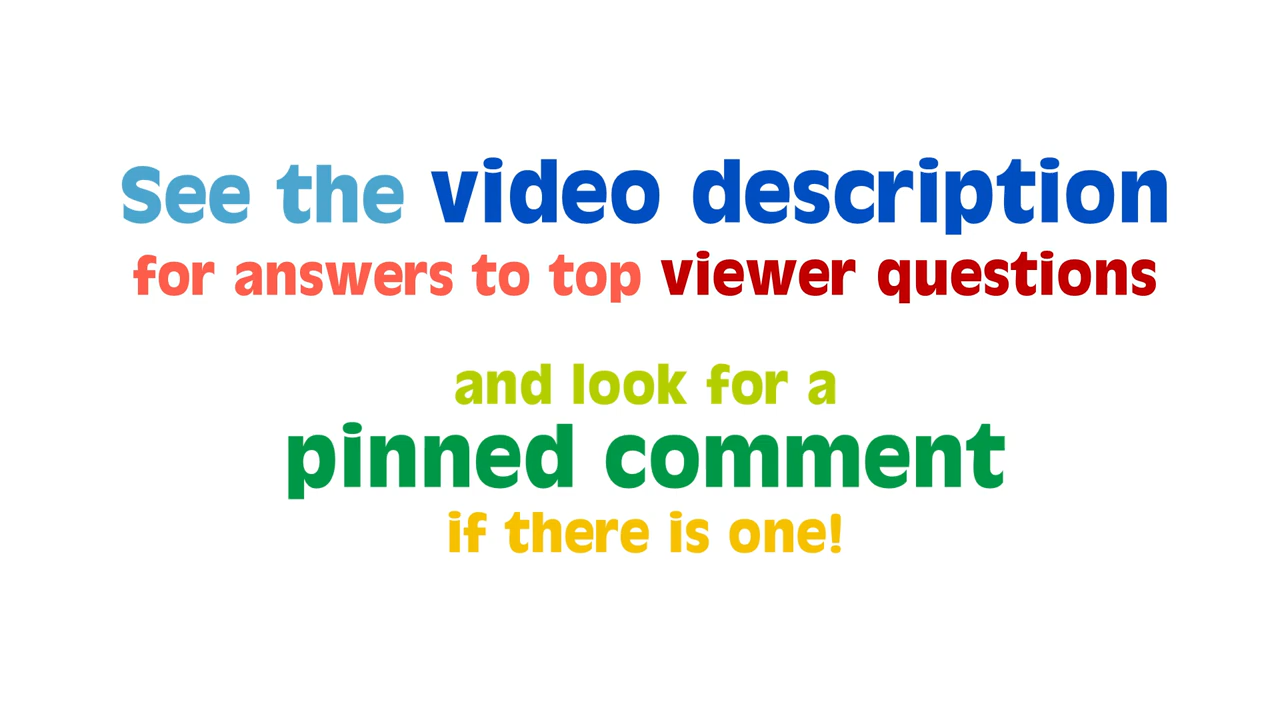 See the video description
for answers to top viewer questions
and look for a
pinned comment
if there is one!